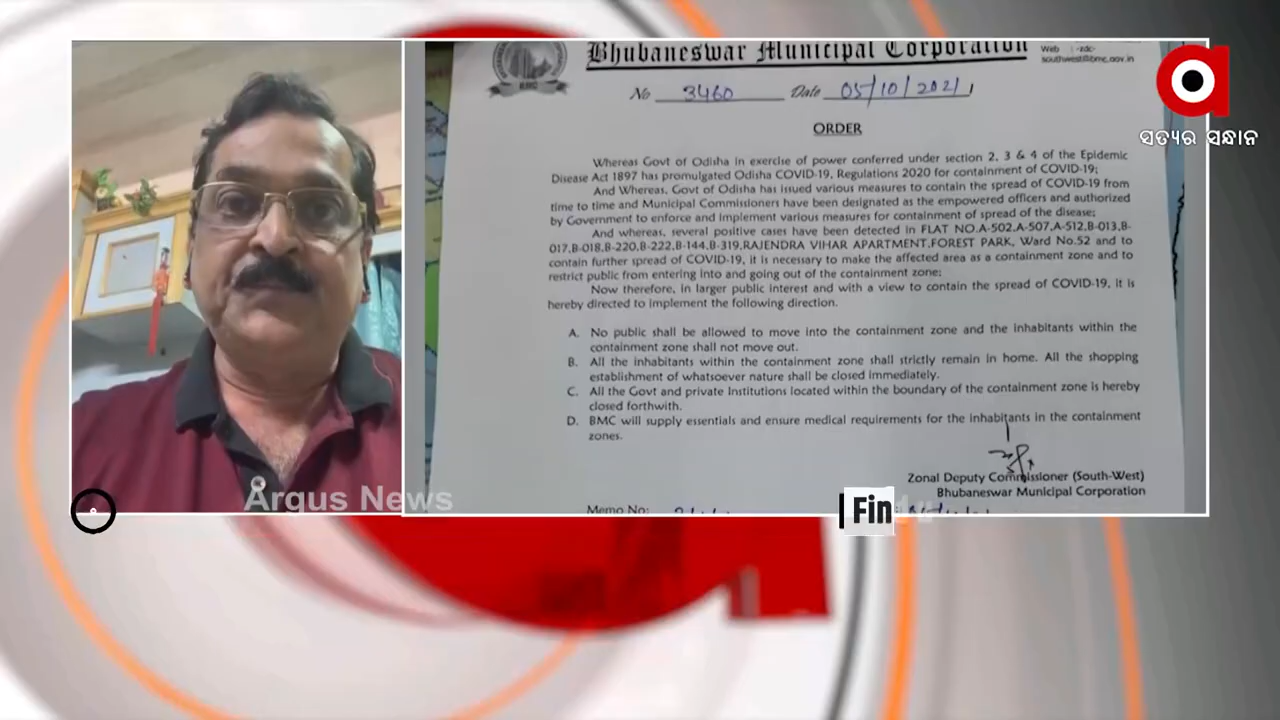 Bhubaneswar Municipal Corporation
Web :-zdc-
southwest@bmc.gov.in
No 3460 Date 05/10/2021
ସତ୍ୟର ସନ୍ଧାନ
ORDER
Whereas Govt of Odisha in exercise of power conferred under section 2, 3 & 4 of the Epidemic
Disease Act 1897 has promulgated Odisha COVID-19, Regulations 2020 for containment of COVID-19;
And Whereas, Govt of Odisha has issued various measures to contain the spread of COVID-19 from
time to time and Municipal Commissioners have been designated as the empowered officers and authorized
by Government to enforce and implement various measures for containment of spread of the disease;
And whereas, several positive cases have been detected in FLAT NO.A-502,A-507,A-512,B-013,B-
017,B-018,B-220,B-222,B-144,B-319,RAJENDRA VIHAR APARTMENT,FOREST PARK, Ward No.52 and to
contain further spread of COVID-19, it is necessary to make the affected area as a containment zone and to
restrict public from entering into and going out of the containment zone;
Now therefore, in larger public interest and with a view to contain the spread of COVID-19, it is
hereby directed to implement the following direction.
A. No public shall be allowed to move into the containment zone and the inhabitants within the
containment zone shall not move out.
B. All the inhabitants within the containment zone shall strictly remain in home. All the shopping
establishment of whatsoever nature shall be closed immediately.
C. All the Govt and private Institutions located within the boundary of the containment zone is hereby
closed forthwith.
D. BMC will supply essentials and ensure medical requirements for the inhabitants in the containment
zones.
Zonal Deputy Commissioner (South-West)
Bhubaneswar Municipal Corporation
Memo No:
Argus News
Fin